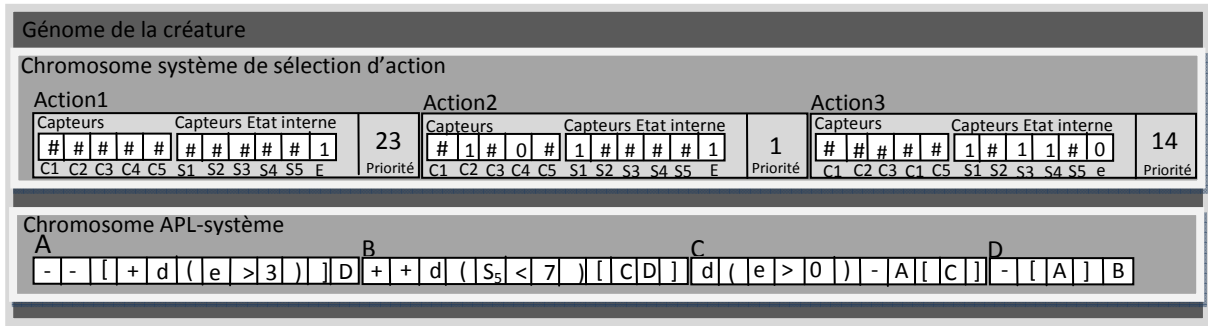 Génome de la créature
Chromosome système de sélection d'action
Action1 Action2 Action3
Capteurs Capteurs Etat interne Capteurs Capteurs Etat interne Capteurs Capteurs Etat interne
# # # # # # # # # # 1 23 # 1 # 0 # 1 # # # # 1 1 # # # # # 1 # 1 1 # 0 14
C1 C2 C3 C4 C5 S1 S2 S3 S4 S5 E Priorité C1 C2 C3 C4 C5 S1 S2 S3 S4 S5 E Priorité C1 C2 C3 C1 C5 S1 S2 S3 S4 S5 e Priorité
Chromosome APL-système
A B C D
- - [ + d ( e > 3 ) ] D + + d ( S5 < 7 ) [ C D ] d ( e > 0 ) - A [ C ] - [ A ] B